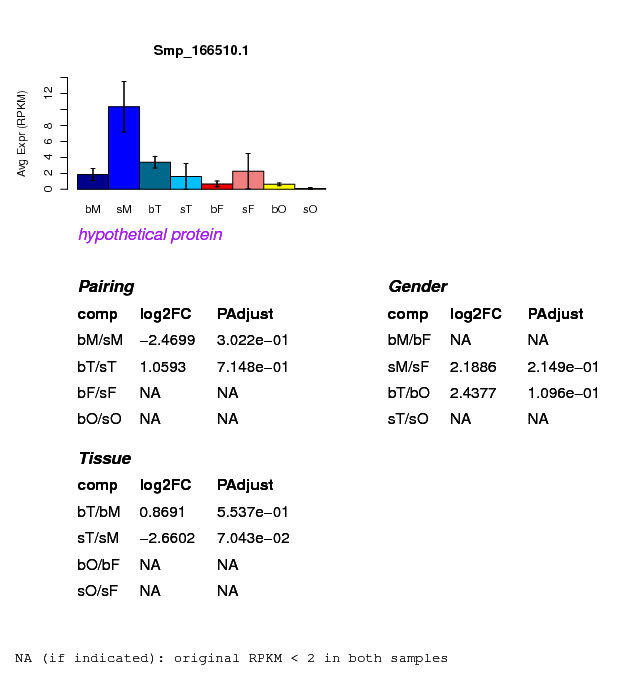 Smp_166510.1
Avg Expr (RPKM)
0 2 4 6 8 12
bM sM bT sT bF sF bO sO
hypothetical protein
Pairing
comp log2FC PAdjust
bM/sM −2.4699 3.022e−01
bT/sT 1.0593 7.148e−01
bF/sF NA NA
bO/sO NA NA
Gender
comp log2FC PAdjust
bM/bF NA NA
sM/sF 2.1886 2.149e−01
bT/bO 2.4377 1.096e−01
sT/sO NA NA
Tissue
comp log2FC PAdjust
bT/bM 0.8691 5.537e−01
sT/sM −2.6602 7.043e−02
bO/bF NA NA
sO/sF NA NA
NA (if indicated): original RPKM < 2 in both samples